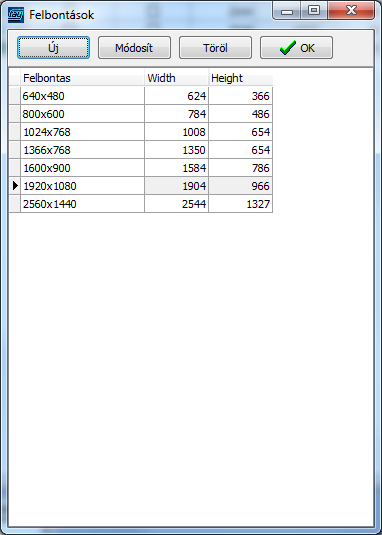 Felbontások
Új Módosít Töröl OK
Felbontas Width Height
640x480 624 366
800x600 784 486
1024x768 1008 654
1366x768 1350 654
1600x900 1584 786
1920x1080 1904 966
2560x1440 2544 1327